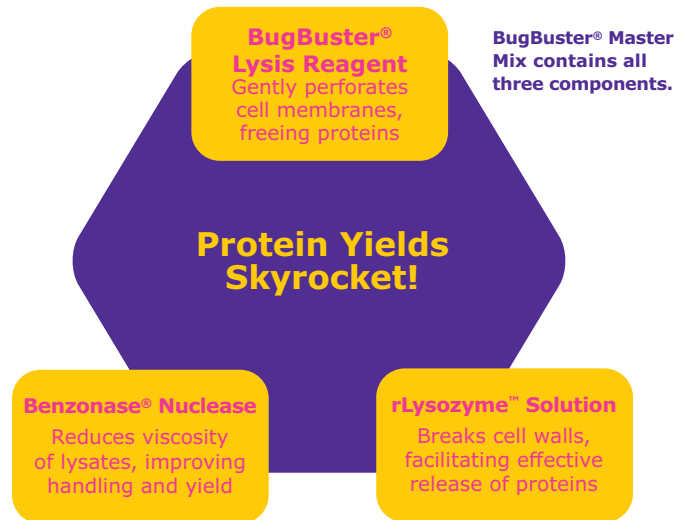 BugBuster®
Lysis Reagent
Gently perforates
cell membranes,
freeing proteins
BugBuster® Master
Mix contains all
three components.
Protein Yields
Skyrocket!
Benzonase® Nuclease
Reduces viscosity
of lysates, improving
handling and yield
rLysozyme™ Solution
Breaks cell walls,
facilitating effective
release of proteins